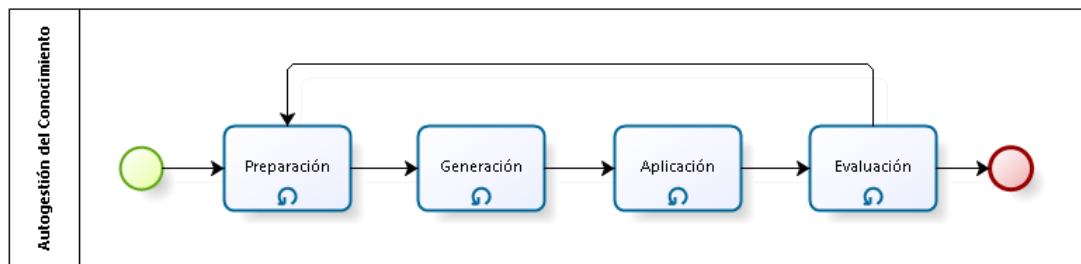 Autogestión del Conocimiento
Preparación
Generación
Aplicación
Evaluación